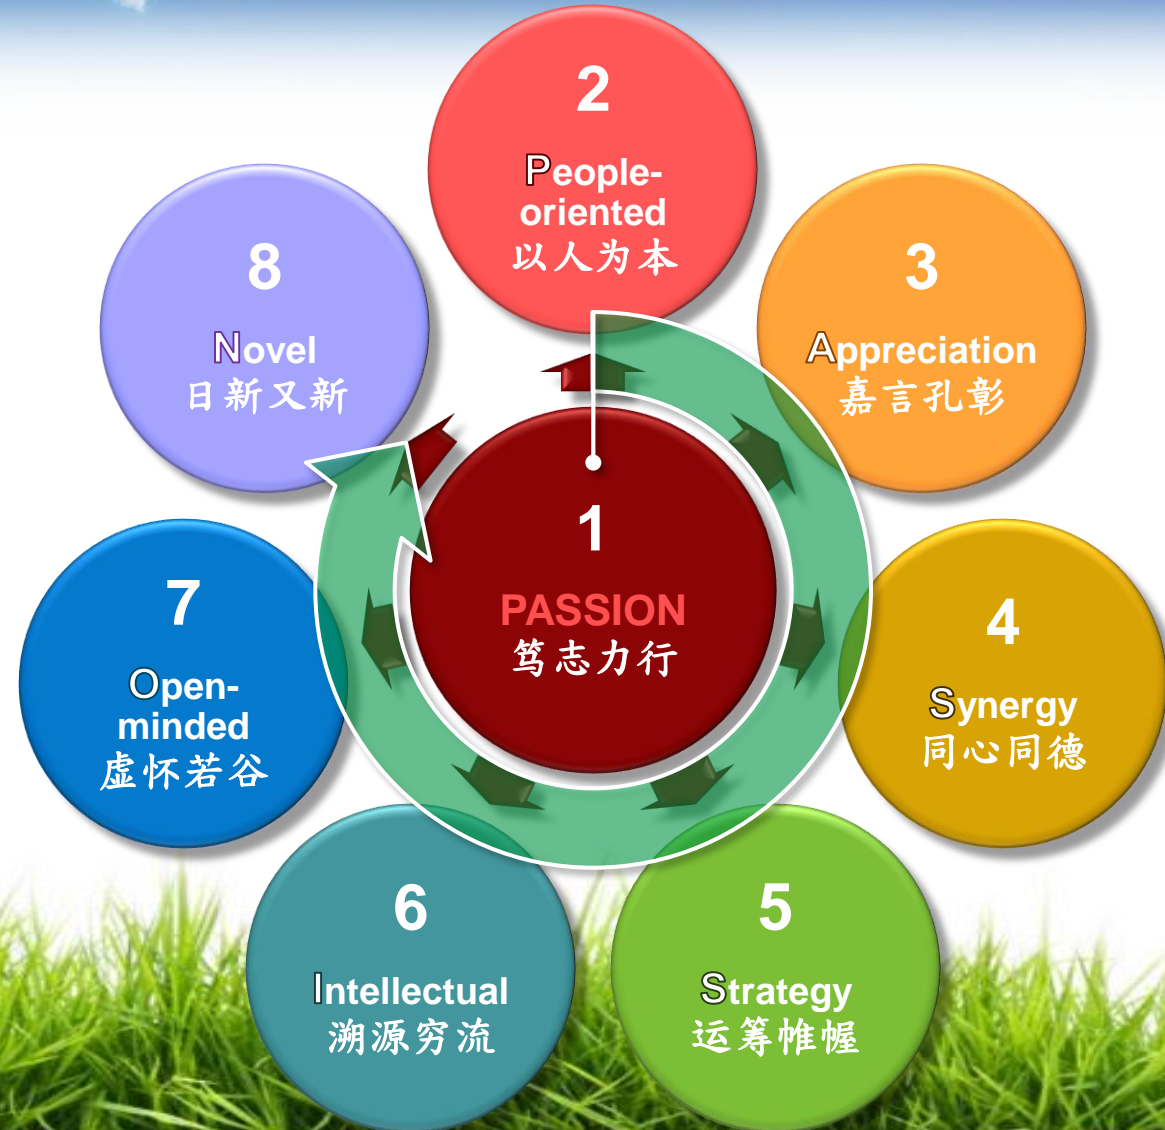 1
PASSION
笃志力行
2
People-
oriented
以人为本
3
Appreciation
嘉言孔彰
4
Synergy
同心同德
5
Strategy
运筹帷幄
6
Intellectual
溯源穷流
7
Open-
minded
虚怀若谷
8
Novel
日新又新